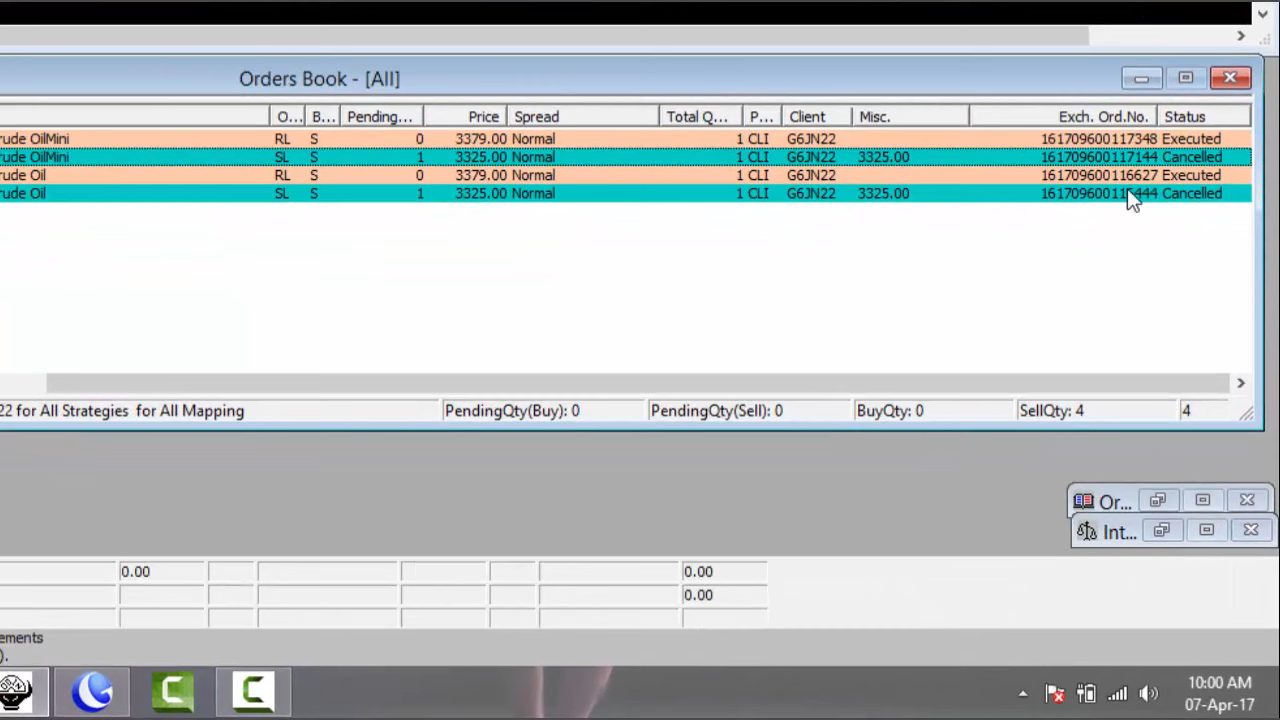 Orders Book - [All]
O... B... Pending... Price Spread Total Q... P... Client Misc. Exch. Ord.No. Status
rude OilMini RL S 0 3379.00 Normal 1 CLI G6JN22 161709600117348 Executed
rude OilMini SL S 1 3325.00 Normal 1 CLI G6JN22 3325.00 161709600117144 Cancelled
rude Oil RL S 0 3379.00 Normal 1 CLI G6JN22 161709600116627 Executed
rude Oil SL S 1 3325.00 Normal 1 CLI G6JN22 3325.00 Cancelled
22 for All Strategies for All Mapping PendingQty(Buy): 0 PendingQty(Sell): 0 BuyQty: 0 SellQty: 4 4
Or...
Int...
0.00 0.00
0.00
ements
).
10:00 AM
07-Apr-17